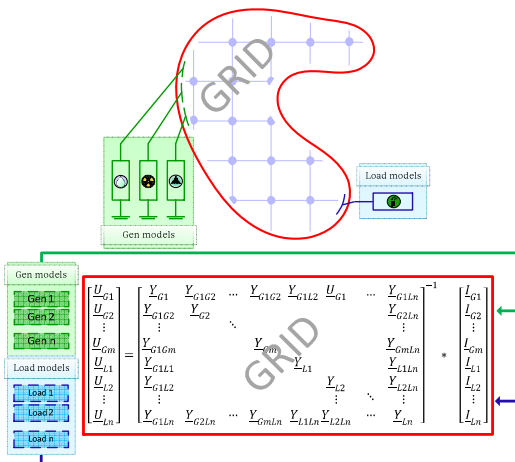 GRID
Load models
Gen models
Gen models
Gen 1
Gen 2
Gen n
Load models
Load 1
Load 2
Load n
U_G1 Y_G1 Y_G1G2 ⋯ Y_G1G2 Y_G1L2 U_G1 ⋯ Y_G1Ln -1 I_G1
U_G2 Y_G1G2 Y_G2 ⋱ Y_G2Ln I_G2
⋮ ⋮ ⋮ ⋮
U_Gm = Y_G1Gm Y_Gm Y_GmLn * I_Gm
U_L1 Y_G1L1 Y_L1 Y_L1Ln I_L1
U_L2 Y_G1L2 Y_L2 Y_L2Ln I_L2
⋮ ⋮ ⋮ ⋱ ⋮ ⋮
U_Ln Y_G1Ln Y_G2Ln ⋯ Y_GmLn Y_L1Ln Y_L2Ln ⋯ Y_Ln I_Ln
GRID